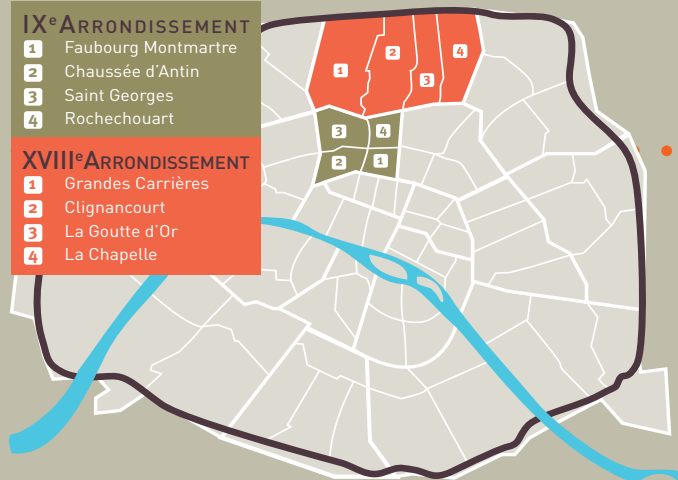 IXᵉ ARRONDISSEMENT
1 Faubourg Montmartre
2 Chaussée d'Antin
3 Saint Georges
4 Rochechouart
XVIIIᵉ ARRONDISSEMENT
1 Grandes Carrières
2 Clignancourt
3 La Goutte d'Or
4 La Chapelle
1
2
3
4
3
4
2
1